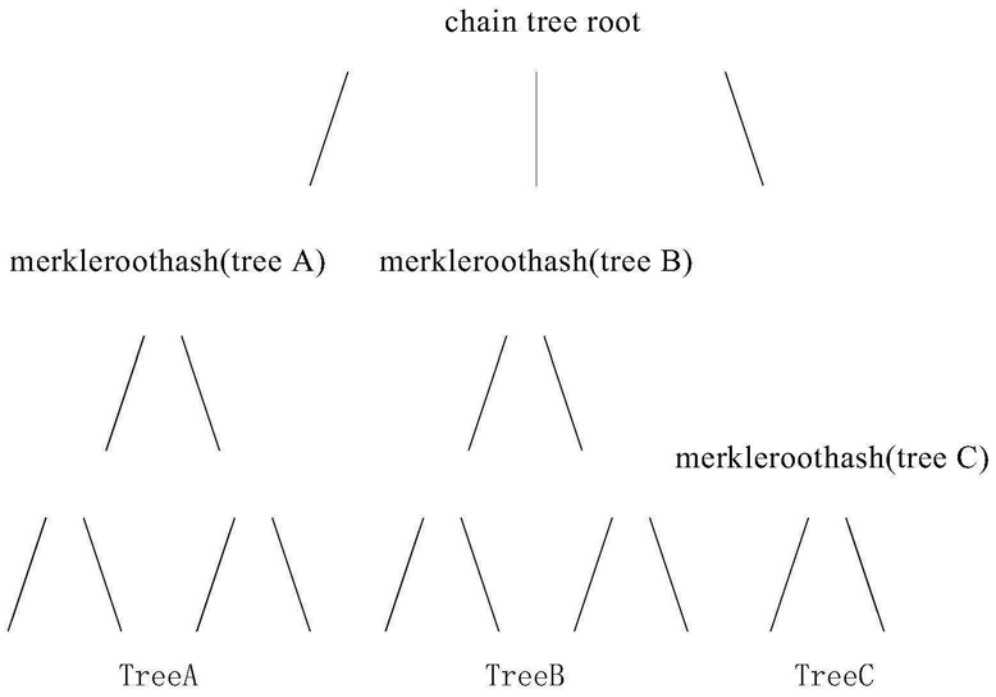 chain tree root
merkleroothash(tree A)
merkleroothash(tree B)
merkleroothash(tree C)
TreeA
TreeB
TreeC